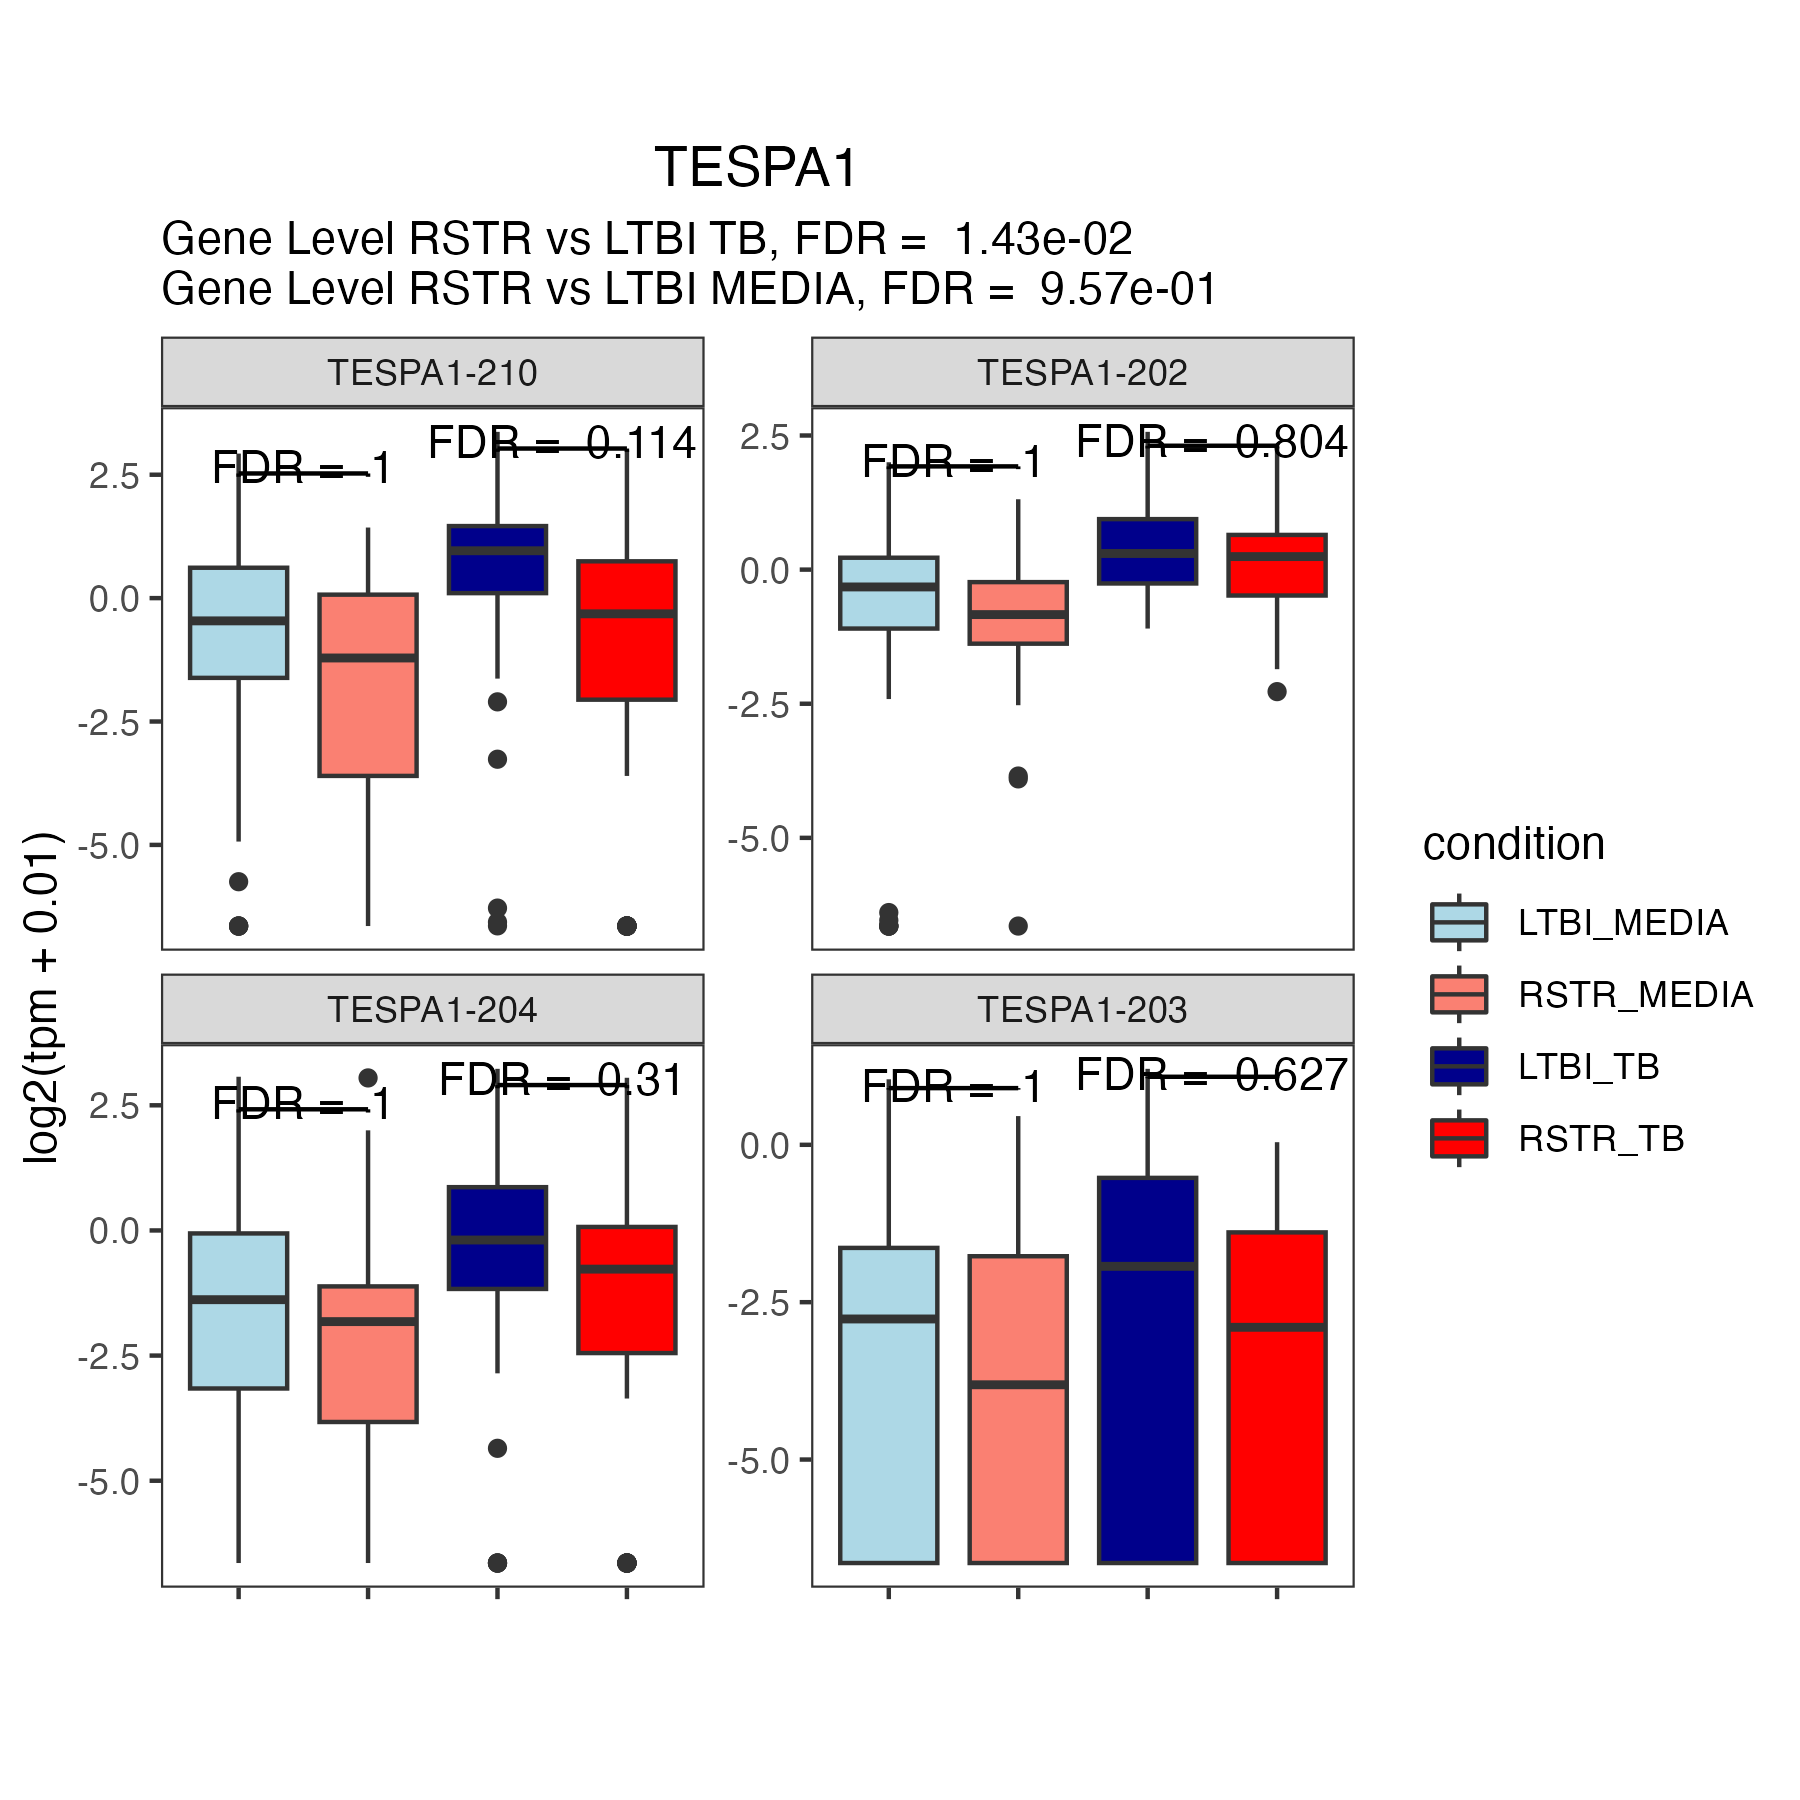 TESPA1
Gene Level RSTR vs LTBI TB, FDR =  1.43e-02
Gene Level RSTR vs LTBI MEDIA, FDR =  9.57e-01
TESPA1-210
FDR =  1
FDR =  0.114
2.5
0.0
-2.5
-5.0
TESPA1-202
FDR =  1
FDR =  0.804
2.5
0.0
-2.5
-5.0
TESPA1-204
FDR =  1
FDR =  0.31
2.5
0.0
-2.5
-5.0
TESPA1-203
FDR =  1
FDR =  0.627
0.0
-2.5
-5.0
log2(tpm + 0.01)
condition
LTBI_MEDIA
RSTR_MEDIA
LTBI_TB
RSTR_TB